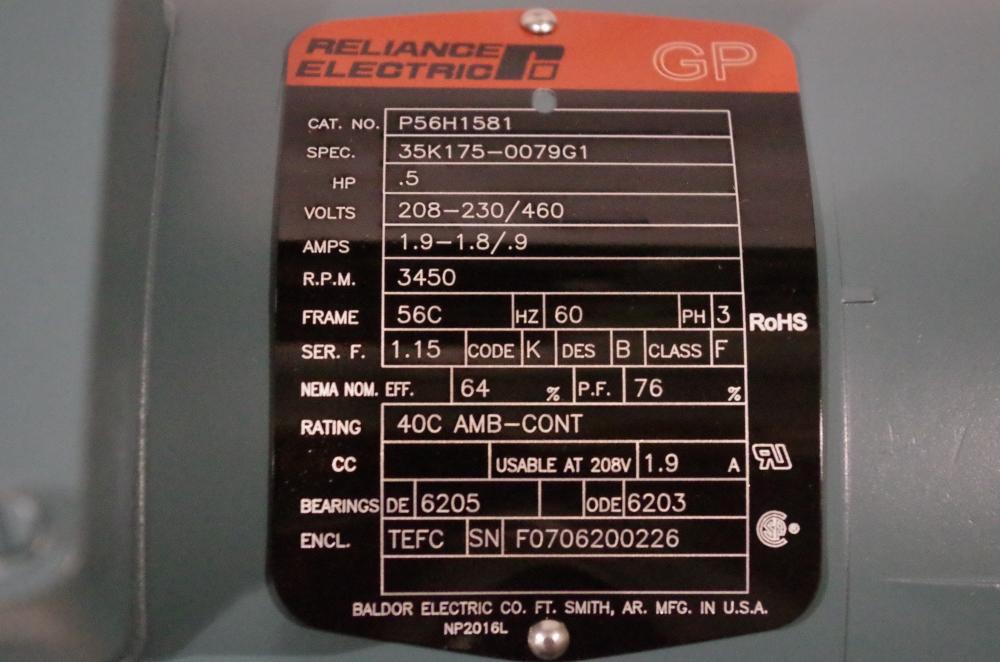 RELIANCE
ELECTRIC
GP
CAT. NO. P56H1581
SPEC. 35K175-0079G1
HP .5
VOLTS 208-230/460
AMPS 1.9-1.8/.9
R.P.M. 3450
FRAME 56C HZ 60 PH 3
RoHS
SER. F. 1.15 CODE K DES B CLASS F
NEMA NOM. EFF. 64 % P.F. 76 %
RATING 40C AMB-CONT
CC USABLE AT 208V 1.9 A
BEARINGS DE 6205 ODE 6203
ENCL. TEFC SN F0706200226
BALDOR ELECTRIC CO. FT. SMITH, AR. MFG. IN U.S.A.
NP2016L